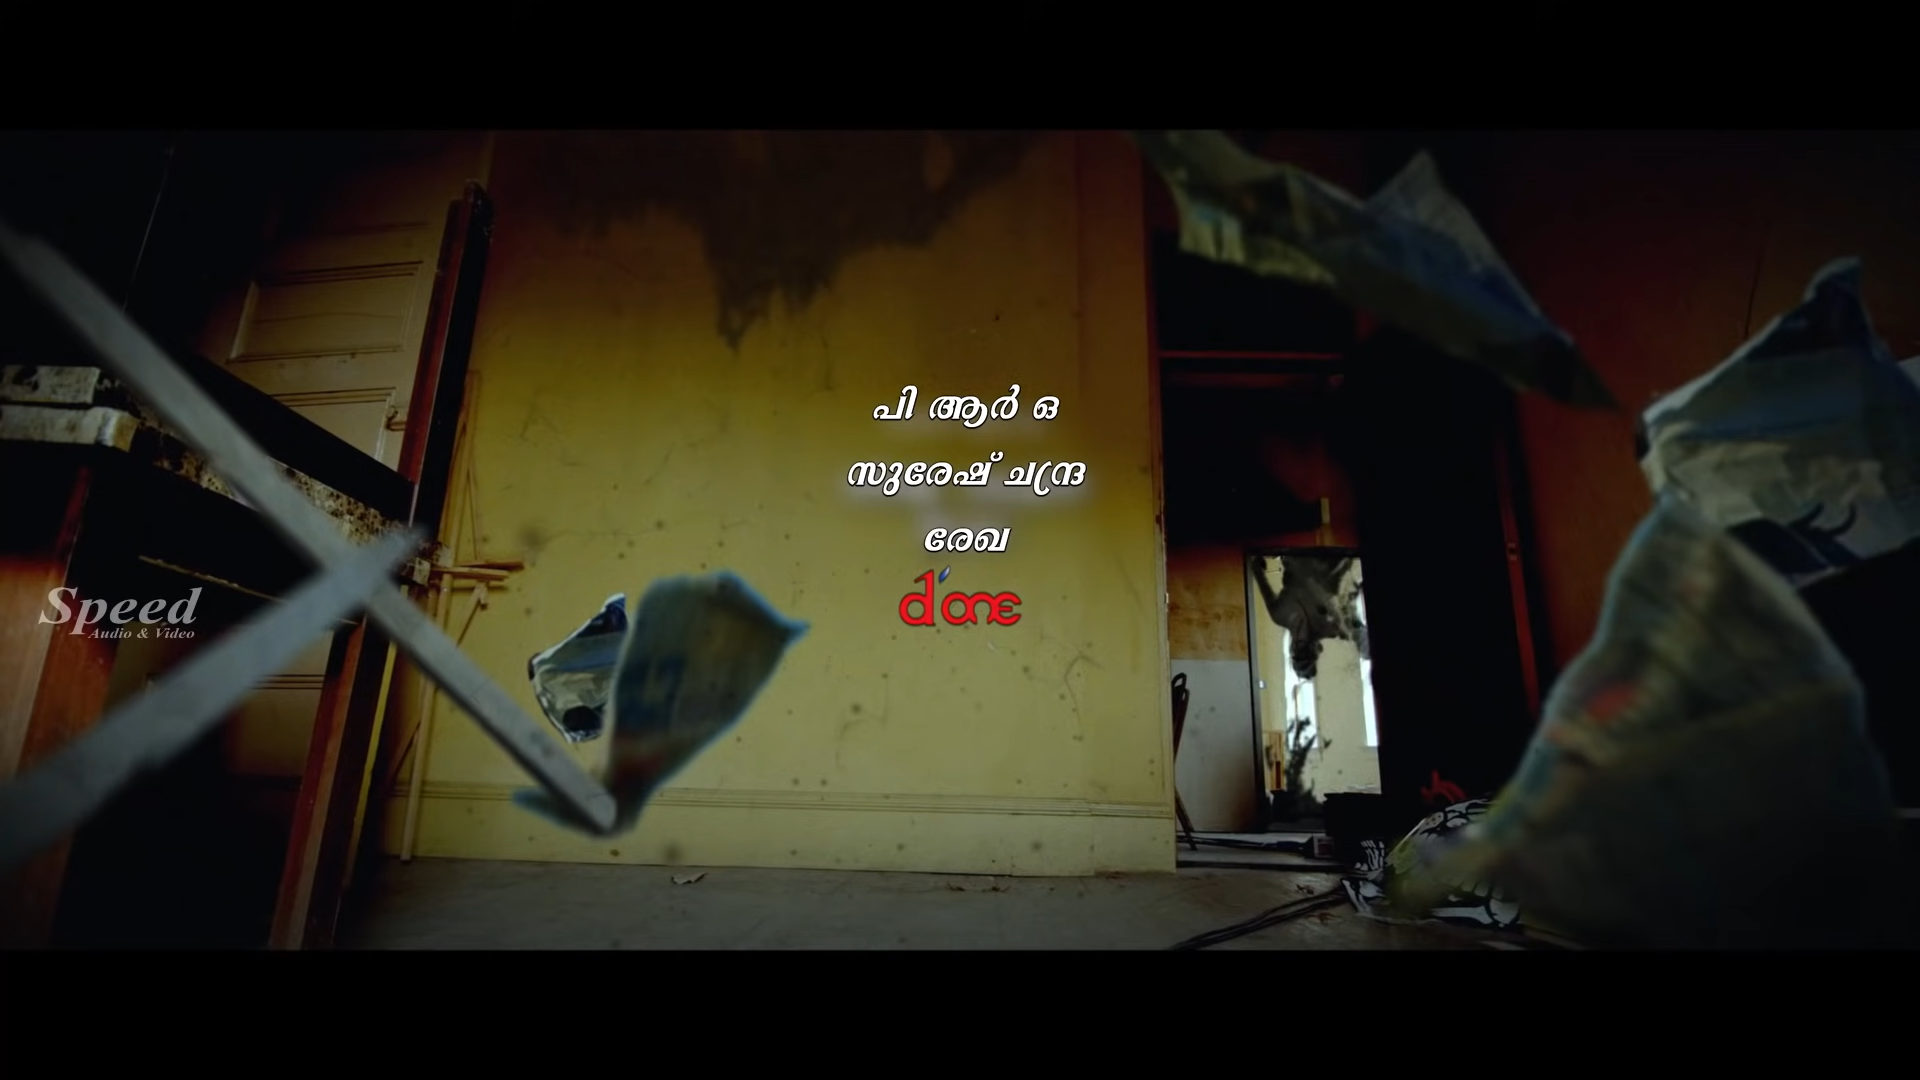 പി ആർ ഒ
സുരേഷ് ചന്ദ്ര
രേഖ
d'one
Speed
Audio & Video